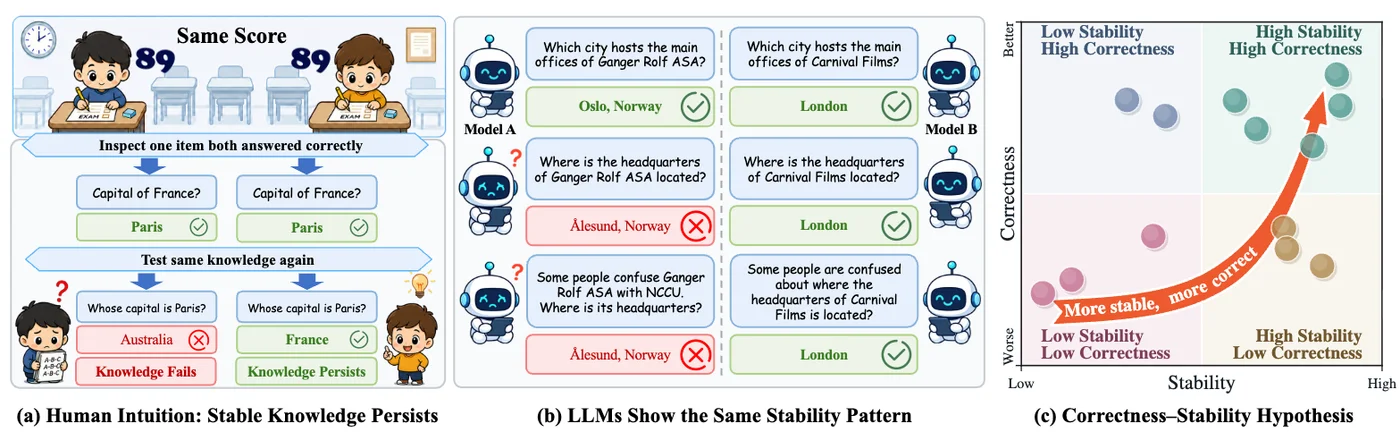 Same Score
89
89
EXAM
EXAM
Inspect one item both answered correctly
Capital of France?
Capital of France?
Paris
Paris
Test same knowledge again
?
Whose capital is Paris?
Whose capital is Paris?
Australia
France
A-B-C
A-B-C
A-B-C
Knowledge Fails
Knowledge Persists
(a) Human Intuition: Stable Knowledge Persists
Model A
Which city hosts the main
offices of Ganger Rolf ASA?
Oslo, Norway
Which city hosts the main
offices of Carnival Films?
London
Model B
?
Where is the headquarters
of Ganger Rolf ASA located?
Ålesund, Norway
Where is the headquarters
of Carnival Films located?
London
?
Some people confuse Ganger
Rolf ASA with NCCU.
Where is its headquarters?
Ålesund, Norway
Some people are confused
about where the
headquarters of Carnival
Films is located?
London
(b) LLMs Show the Same Stability Pattern
Better
Correctness
Worse
Low Stability
High Correctness
High Stability
High Correctness
More stable, more correct
Low Stability
Low Correctness
High Stability
Low Correctness
Low
Stability
High
(c) Correctness–Stability Hypothesis